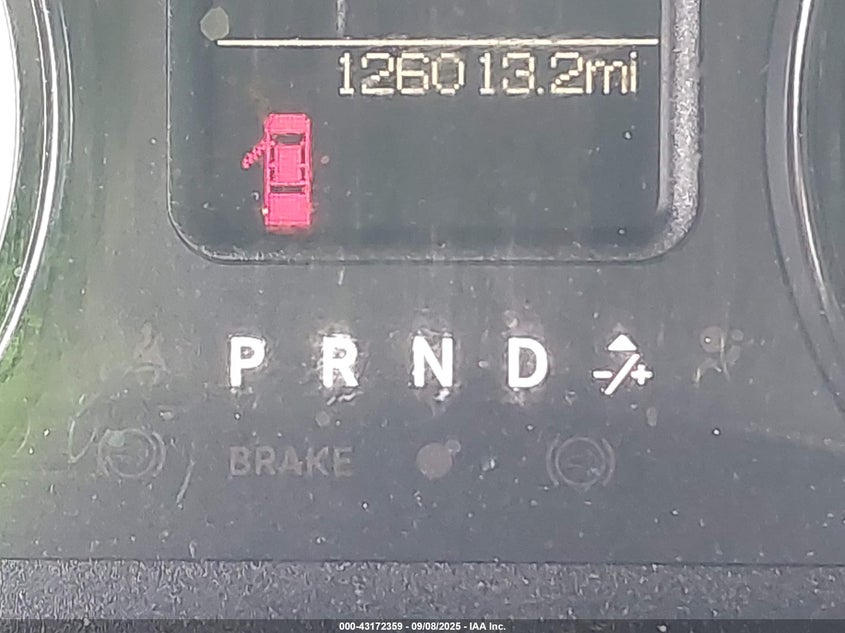 126013.2mi
P R N D -/+
BRAKE
000-43172359 - 09/08/2025 - IAA Inc.